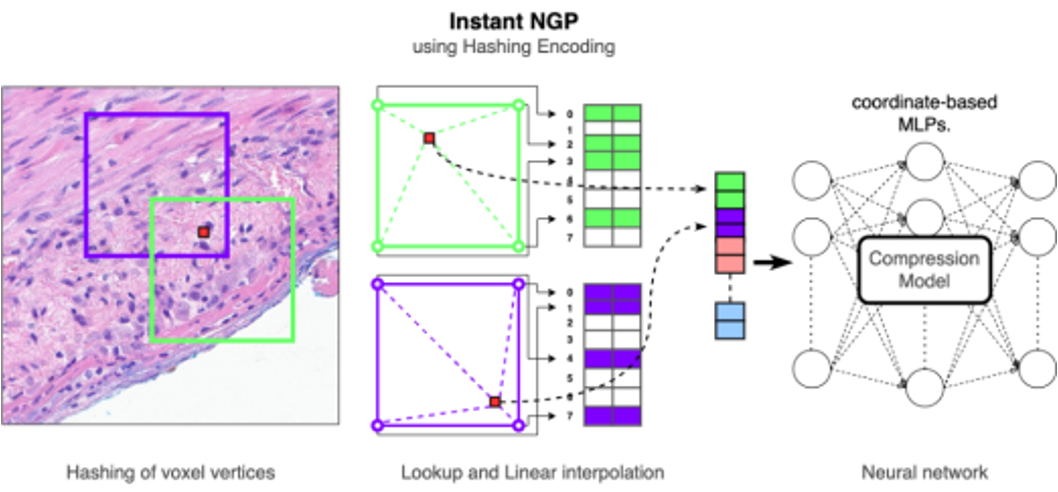 Instant NGP
using Hashing Encoding
coordinate-based
MLPs.
0
1
2
3
4
5
6
7
0
1
2
3
4
5
6
7
Compression
Model
Hashing of voxel vertices
Lookup and Linear interpolation
Neural network